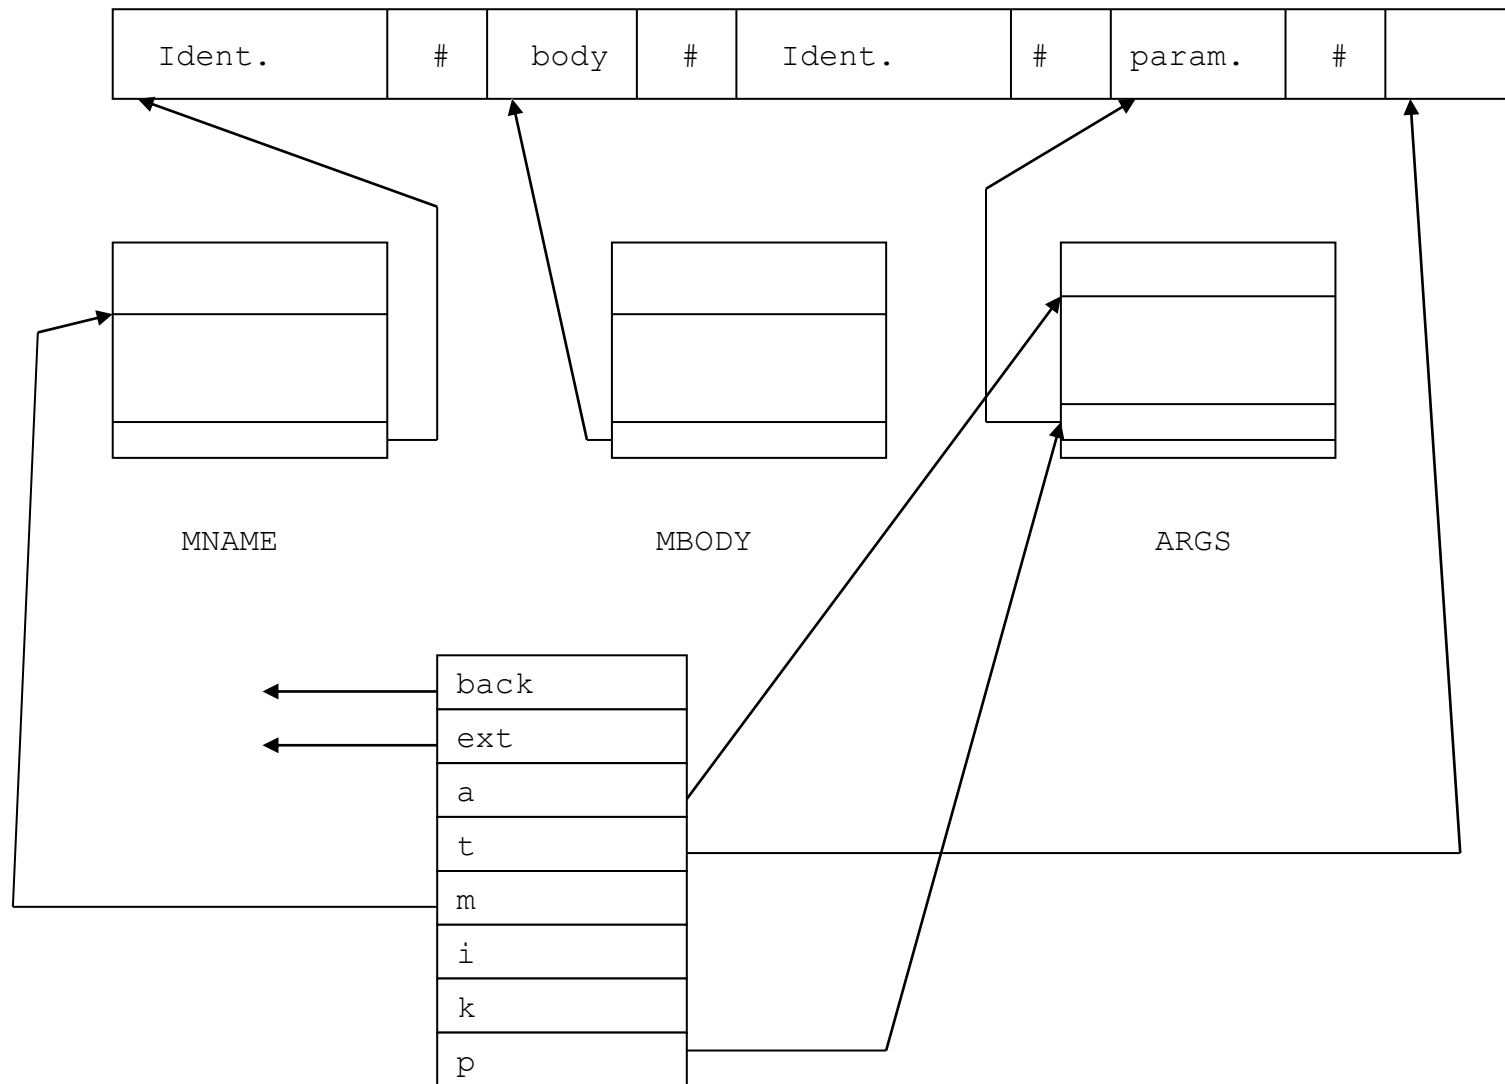 Ident. # body # Ident. # param. #
MNAME MBODY ARGS
back
ext
a
t
m
i
k
p